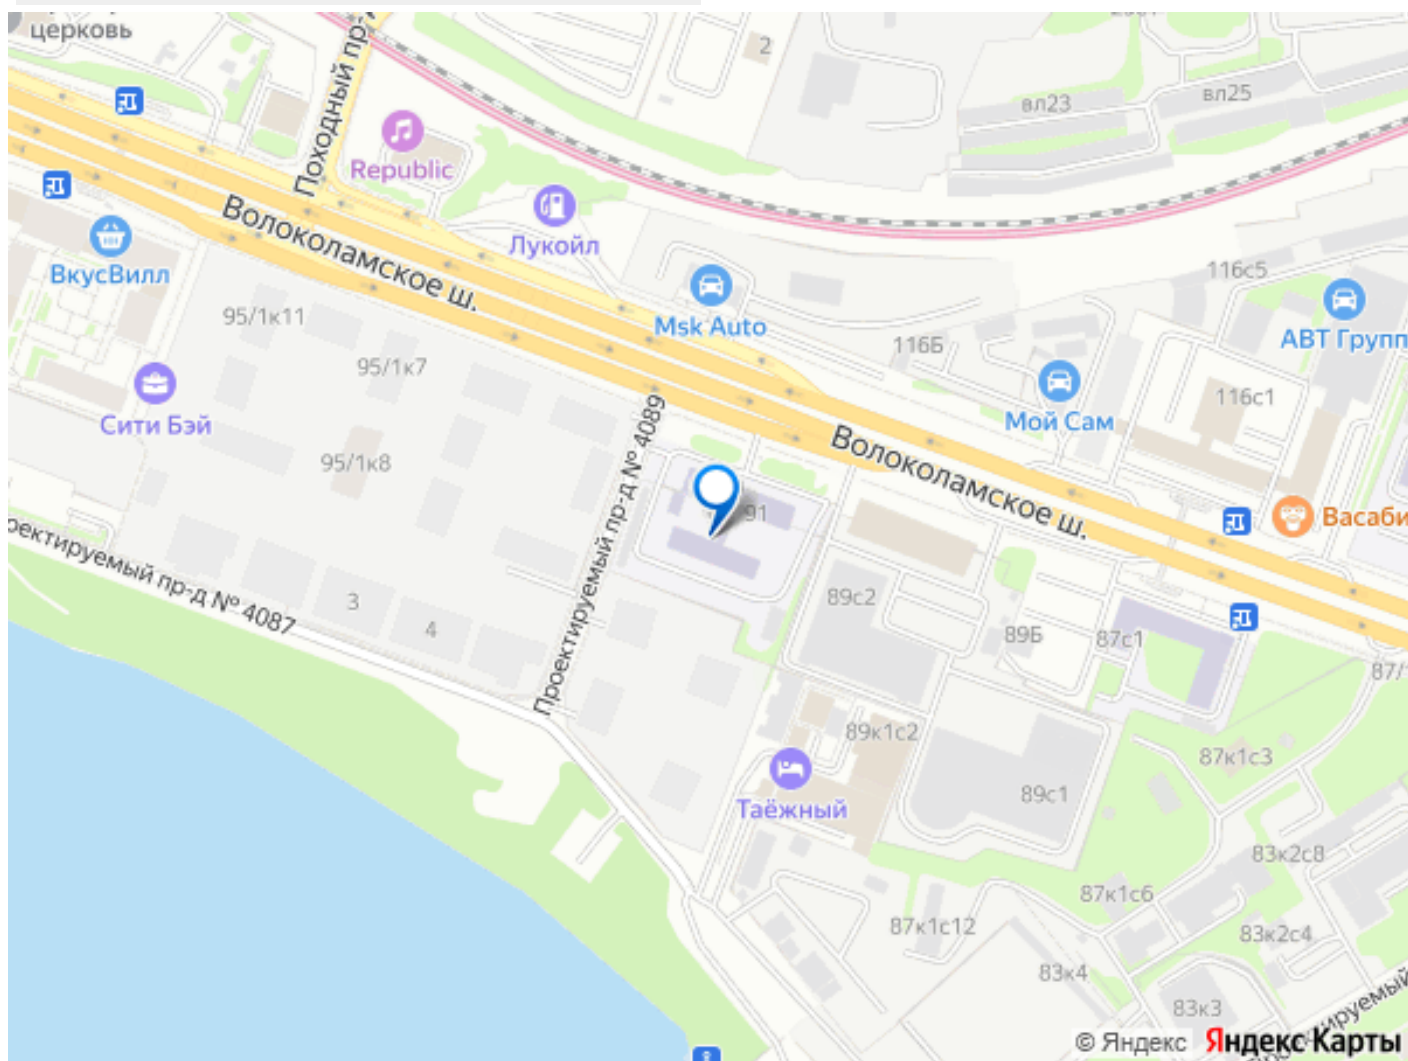 церковь
2
Походный пр-
вл23
вл25
Republic
Волоколамское ш.
Лукойл
ВкусВилл
Msk Auto
116с5
АВТ Групп
95/1к11
95/1к7
116Б
Мой Сам
116с1
Сити Бэй
95/1к8
Проектируемый пр-д № 4089
Волоколамское ш.
91
Васаби
оектируемый пр-д № 4087
3
4
89с2
89Б
87с1
87/
89к1с2
87к1с3
Таёжный
89с1
83к2с8
87к1с6
87к1с12
83к2с4
83к4
83к3
© Яндекс
Яндекс Карты